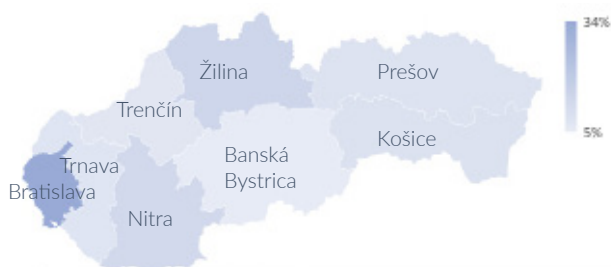 34%
Žilina
Prešov
Trenčín
5%
Košice
Banská
Bystrica
Trnava
Bratislava
Nitra